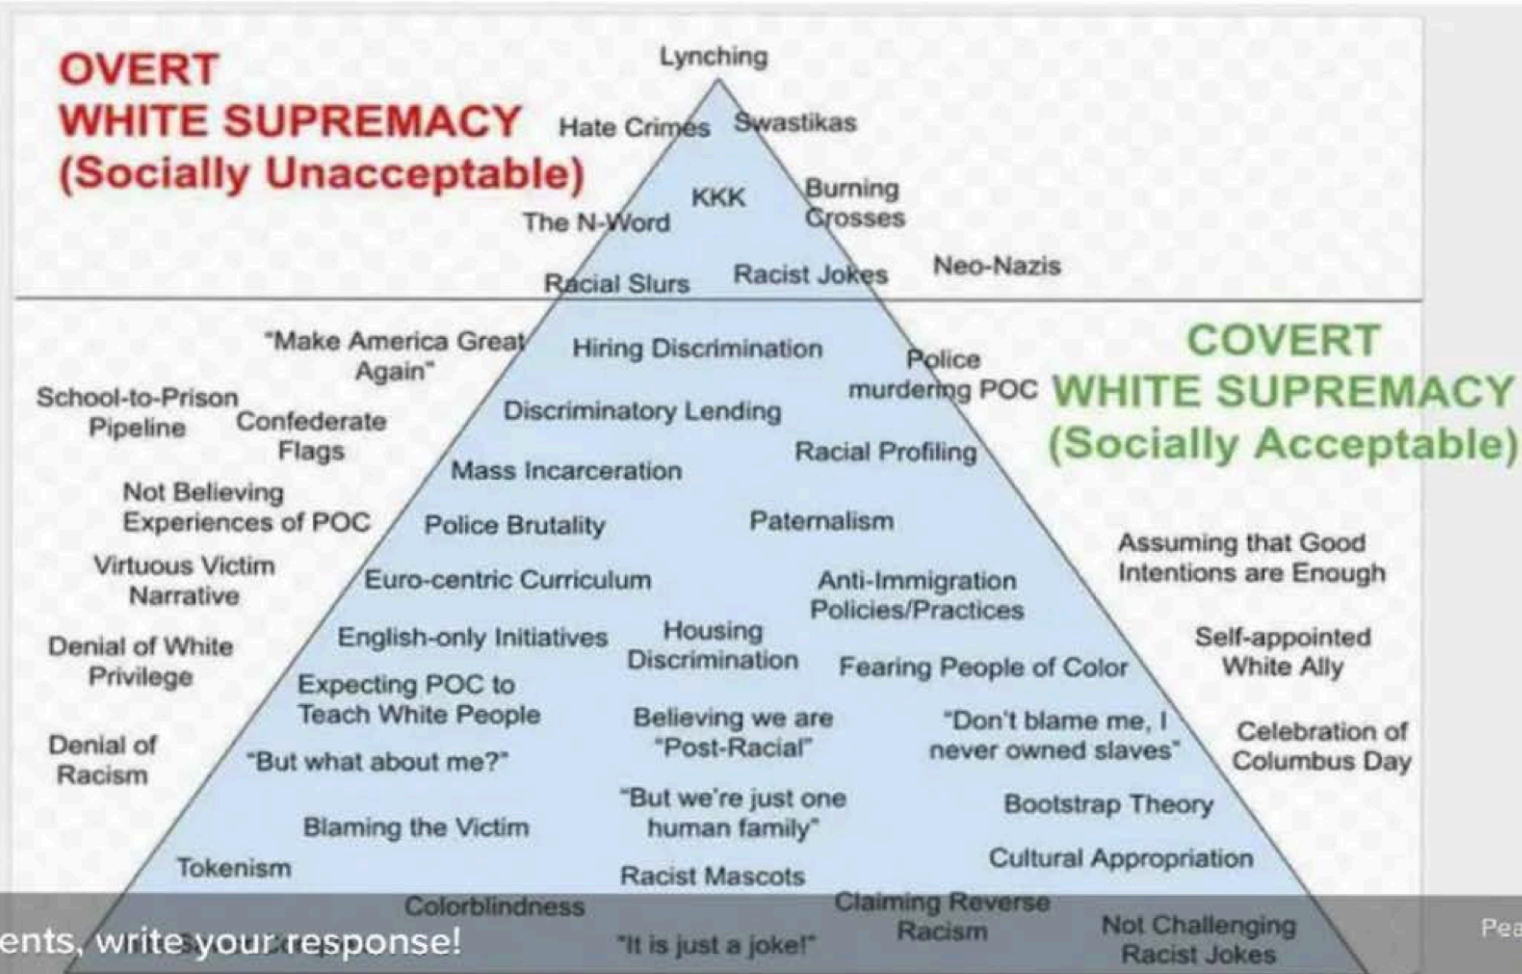 OVERT
WHITE SUPREMACY
(Socially Unacceptable)
Lynching
Hate Crimes
Swastikas
KKK
Burning
Crosses
The N-Word
Neo-Nazis
Racial Slurs
Racist Jokes
COVERT
WHITE SUPREMACY
(Socially Acceptable)
"Make America Great
Again"
Hiring Discrimination
Police
murdering POC
School-to-Prison
Pipeline
Confederate
Flags
Discriminatory Lending
Racial Profiling
Mass Incarceration
Not Believing
Experiences of POC
Police Brutality
Paternalism
Assuming that Good
Intentions are Enough
Virtuous Victim
Narrative
Euro-centric Curriculum
Anti-Immigration
Policies/Practices
Denial of White
Privilege
English-only Initiatives
Housing
Discrimination
Fearing People of Color
Self-appointed
White Ally
Expecting POC to
Teach White People
Believing we are
"Post-Racial"
"Don't blame me, I
never owned slaves"
Celebration of
Columbus Day
Denial of
Racism
"But what about me?"
"But we're just one
human family"
Bootstrap Theory
Blaming the Victim
Cultural Appropriation
Tokenism
Racist Mascots
Colorblindness
Claiming Reverse
Racism
Not Challenging
Racist Jokes
"It is just a joke!"
ents, write your response!
Pea